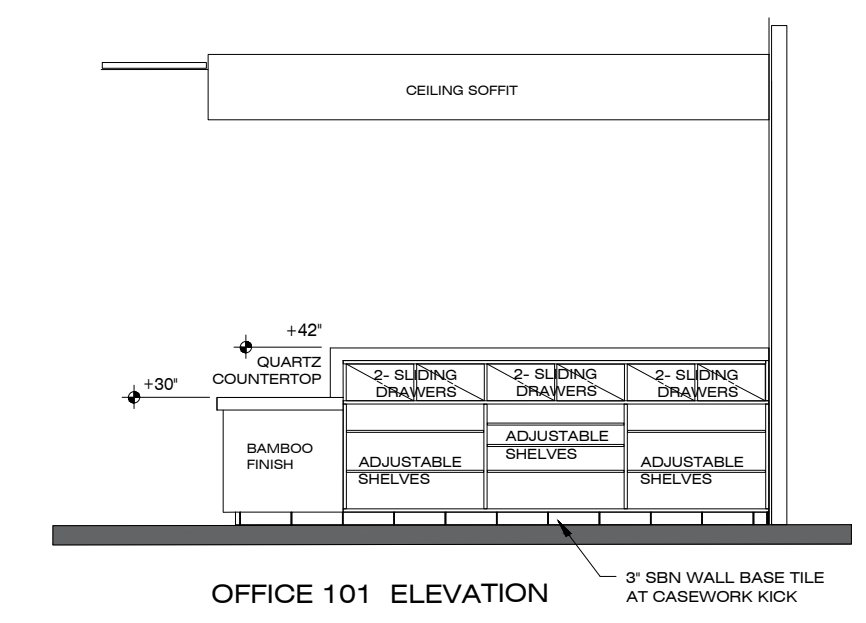 CEILING SOFFIT
+42"
QUARTZ
COUNTERTOP
+30"
2- SLIDING
DRAWERS
2- SLIDING
DRAWERS
2- SLIDING
DRAWERS
BAMBOO
FINISH
ADJUSTABLE
SHELVES
ADJUSTABLE
SHELVES
ADJUSTABLE
SHELVES
3" SBN WALL BASE TILE
AT CASEWORK KICK
OFFICE 101 ELEVATION